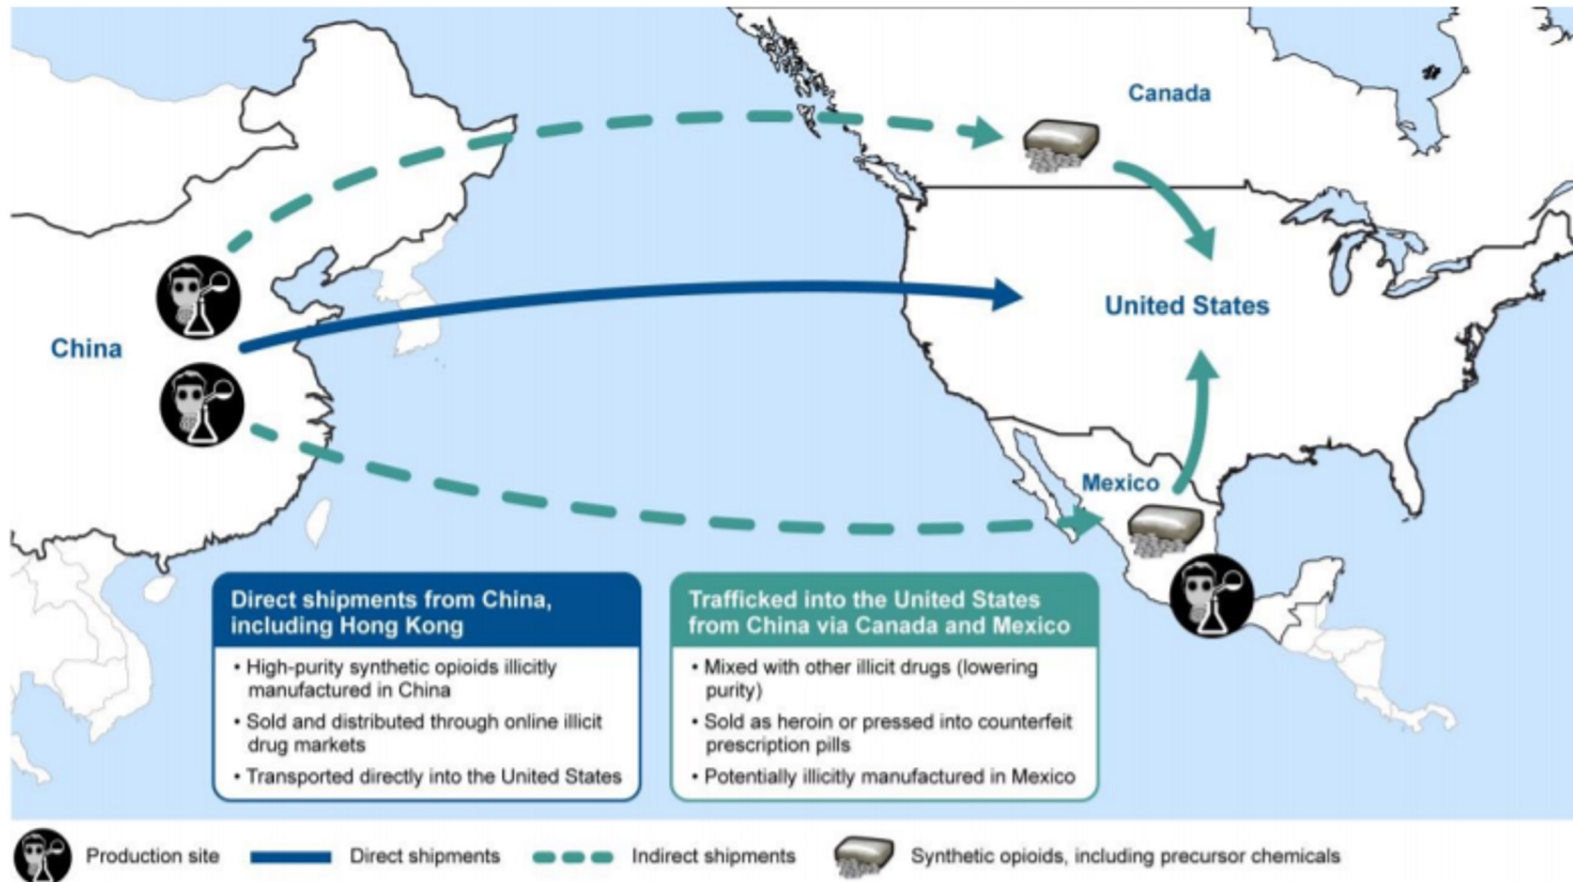 Canada
United States
China
Mexico
Direct shipments from China,
including Hong Kong
• High-purity synthetic opioids illicitly
manufactured in China
• Sold and distributed through online illicit
drug markets
• Transported directly into the United States
Trafficked into the United States
from China via Canada and Mexico
• Mixed with other illicit drugs (lowering
purity)
• Sold as heroin or pressed into counterfeit
prescription pills
• Potentially illicitly manufactured in Mexico
Production site
Direct shipments
Indirect shipments
Synthetic opioids, including precursor chemicals